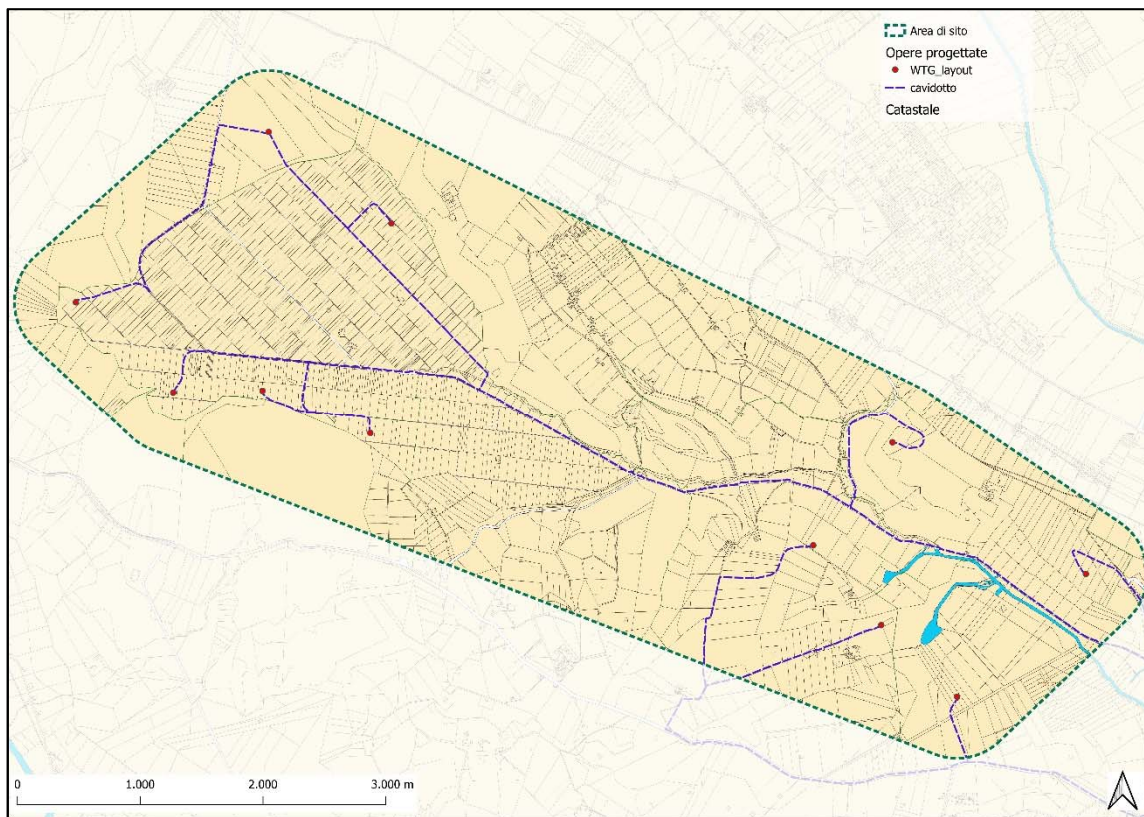 Area di sito
Opere progettate
WTG_layout
cavidotto
Catastale
0 1.000 2.000 3.000 m